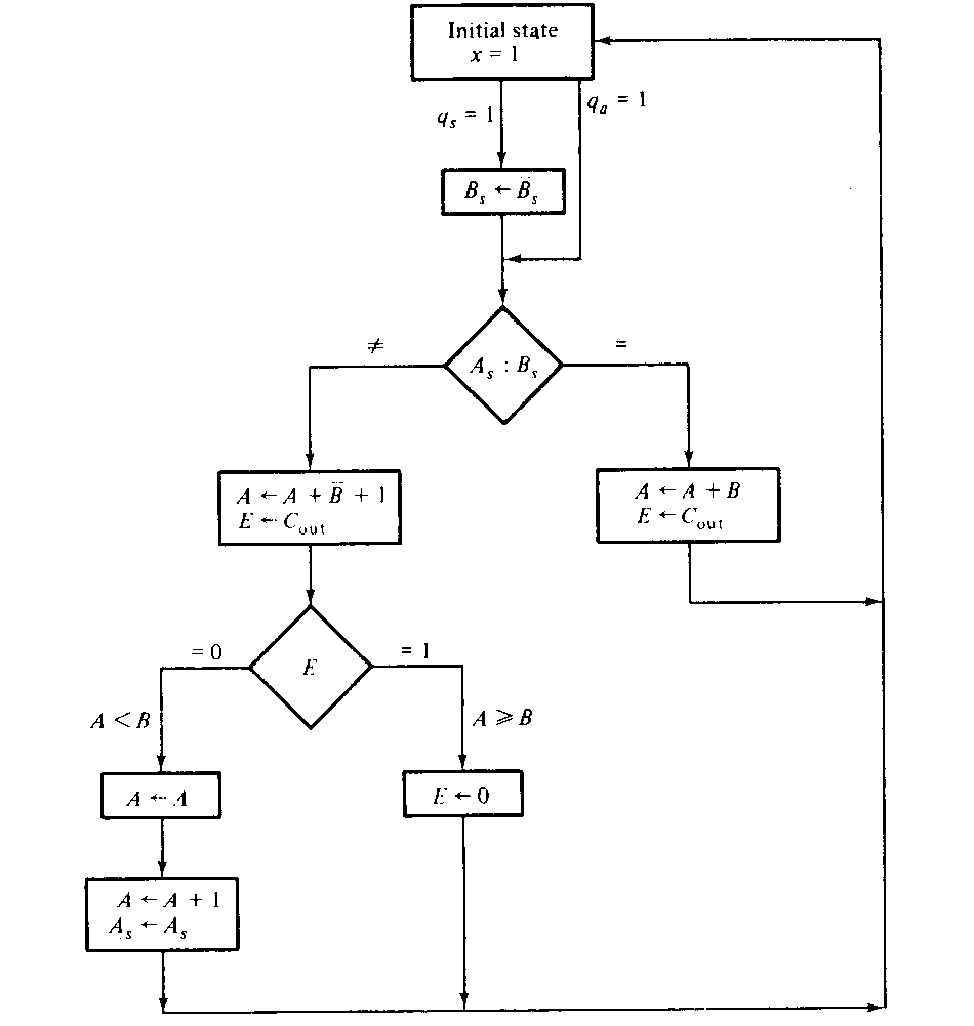 Initial state
x = 1
q_s = 1
q_a = 1
B_s ← B̄_s
≠
A_s : B_s
=
A ← A + B̄ + 1
E ← C_out
A ← A + B
E ← C_out
= 0
E
= 1
A < B
A ⩾ B
A ← A
E ← 0
A ← A + 1
A_s ← A_s